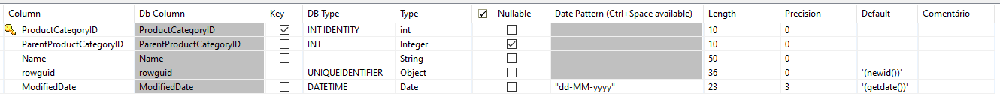 Column Db Column Key DB Type Type Nullable Date Pattern (Ctrl+Space available) Length Precision Default Comentário
ProductCategoryID ProductCategoryID INT IDENTITY int 10 0
ParentProductCategoryID ParentProductCategoryID INT Integer 10 0
Name Name String 50 0
rowguid rowguid UNIQUEIDENTIFIER Object 36 0 '(newid())'
ModifiedDate ModifiedDate DATETIME Date "dd-MM-yyyy" 23 3 '(getdate())'